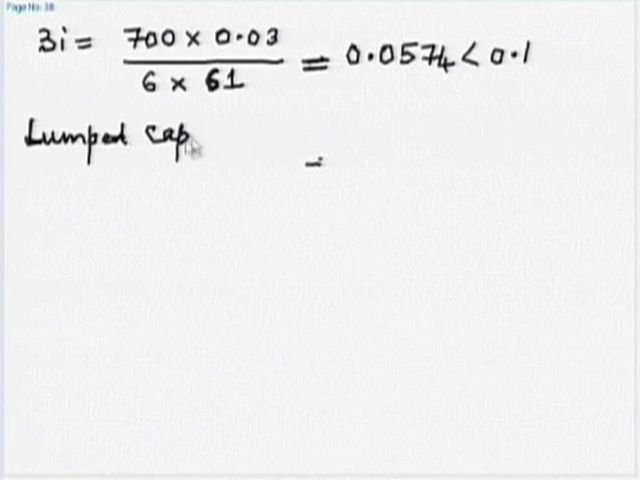 Page No: 38
Bi = 700 x 0.03 / 6 x 61 = 0.0574 < 0.1
Lumped cap